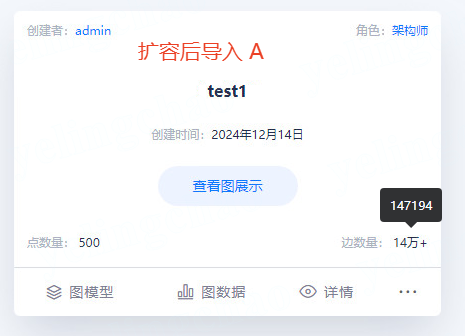 创建者：admin 角色：架构师
扩容后导入 A
test1
创建时间：2024年12月14日
查看图展示
147194
点数量： 500 边数量： 14万+
图模型 图数据 详情 ···